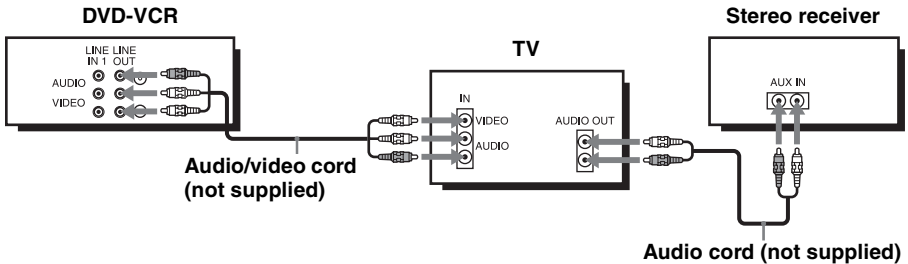 DVD-VCR
LINE LINE
IN 1 OUT
AUDIO
VIDEO
Audio/video cord
(not supplied)
TV
IN
VIDEO
AUDIO
AUDIO OUT
Stereo receiver
AUX IN
Audio cord (not supplied)